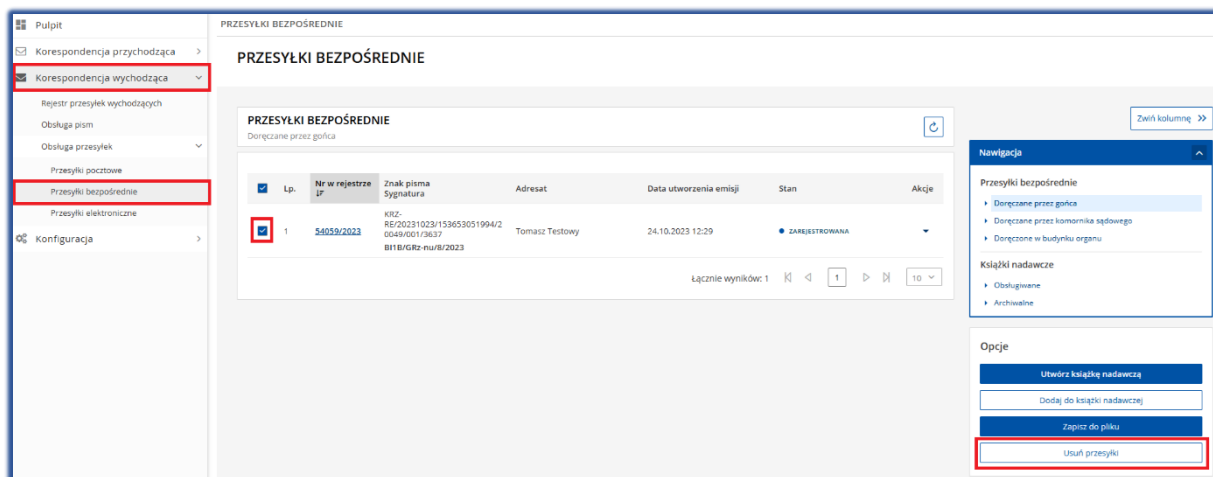 Pulpit
Korespondencja przychodząca
Korespondencja wychodząca
Rejestr przesyłek wychodzących
Obsługa pism
Obsługa przesyłek
Przesyłki pocztowe
Przesyłki bezpośrednie
Przesyłki elektroniczne
Konfiguracja
PRZESYŁKI BEZPOŚREDNIE
PRZESYŁKI BEZPOŚREDNIE
PRZESYŁKI BEZPOŚREDNIE
Doręczane przez gońca
Lp. Nr w rejestrze Znak pisma Sygnatura Adresat Data utworzenia emisji Stan Akcje
KRZ-
RE/20231023/153653051994/2
1 54059/2023 0049/001/3637 Tomasz Testowy 24.10.2023 12:29 ZAREJESTROWANA
BI1B/GRz-nu/8/2023
Łącznie wyników: 1 1 10
Zwiń kolumnę
Nawigacja
Przesyłki bezpośrednie
Doręczane przez gońca
Doręczane przez komornika sądowego
Doręczone w budynku organu
Książki nadawcze
Obsługiwane
Archiwalne
Opcje
Utwórz książkę nadawczą
Dodaj do książki nadawczej
Zapisz do pliku
Usuń przesyłki